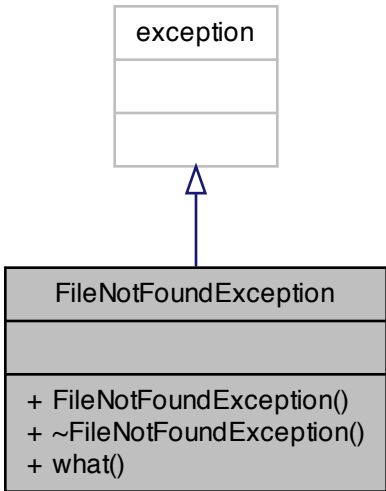 exception
FileNotFoundException
+ FileNotFoundException()
+ ~FileNotFoundException()
+ what()